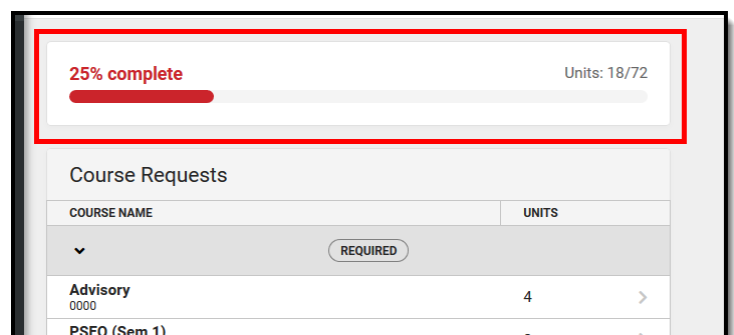 25% complete
Units: 18/72
Course Requests
COURSE NAME
UNITS
REQUIRED
Advisory
4
0000
PSEO (Sem 1)